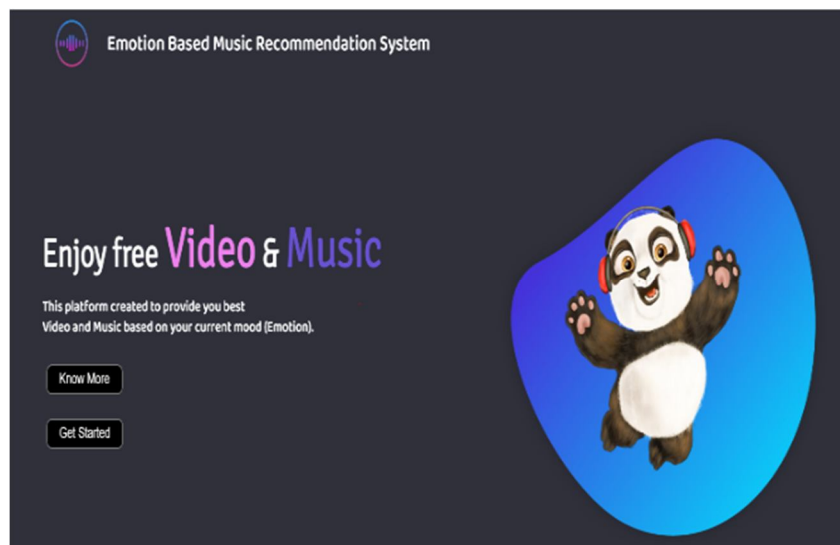 Emotion Based Music Recommendation System
Enjoy free Video & Music
This platform created to provide you best
Video and Music based on your current mood (Emotion).
Know More
Get Started